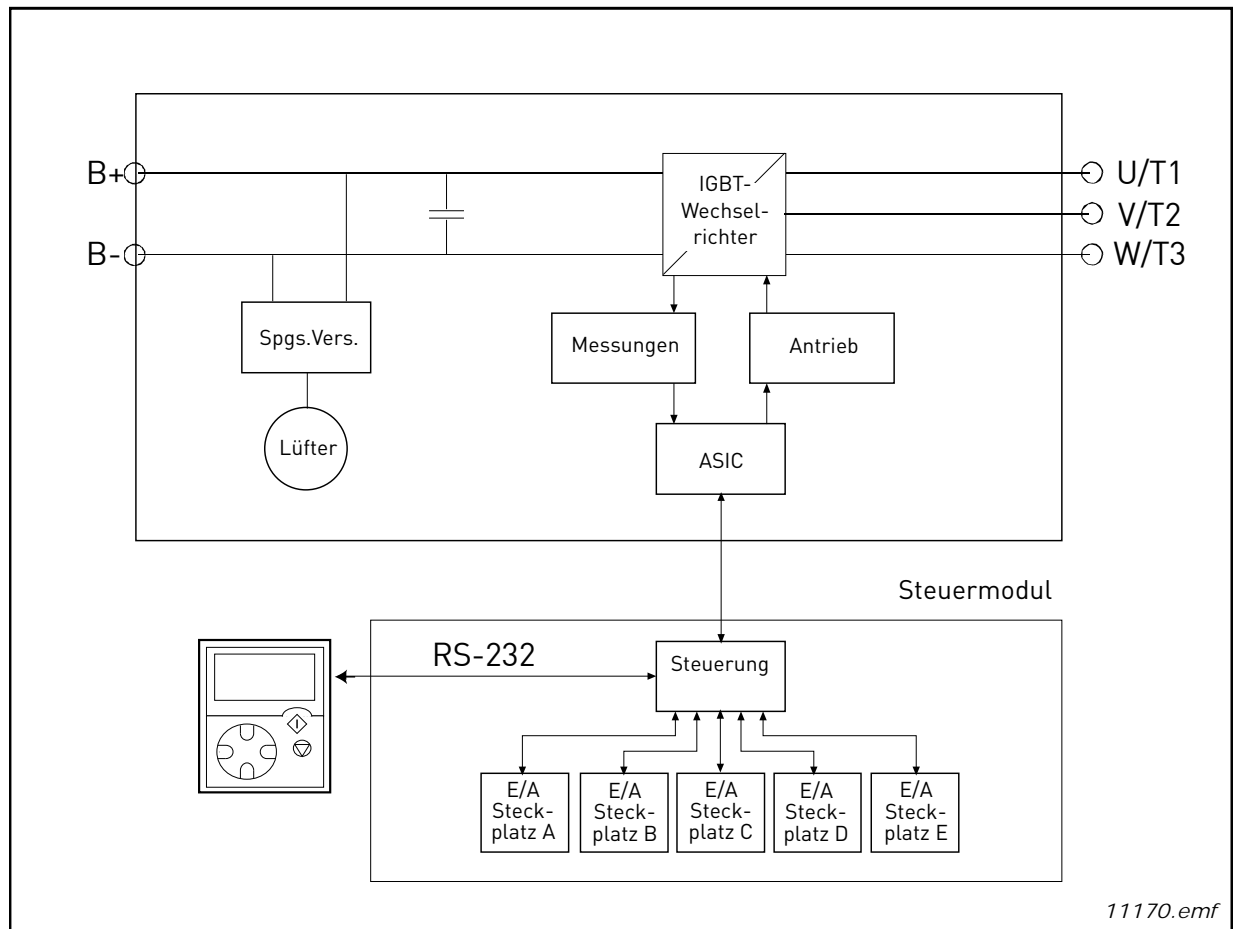 B+
B-
IGBT-
Wechsel-
richter
U/T1
V/T2
W/T3
Spgs.Vers.
Messungen
Antrieb
Lüfter
ASIC
Steuermodul
RS-232
Steuerung
E/A
Steck-
platz A
E/A
Steck-
platz B
E/A
Steck-
platz C
E/A
Steck-
platz D
E/A
Steck-
platz E
11170.emf